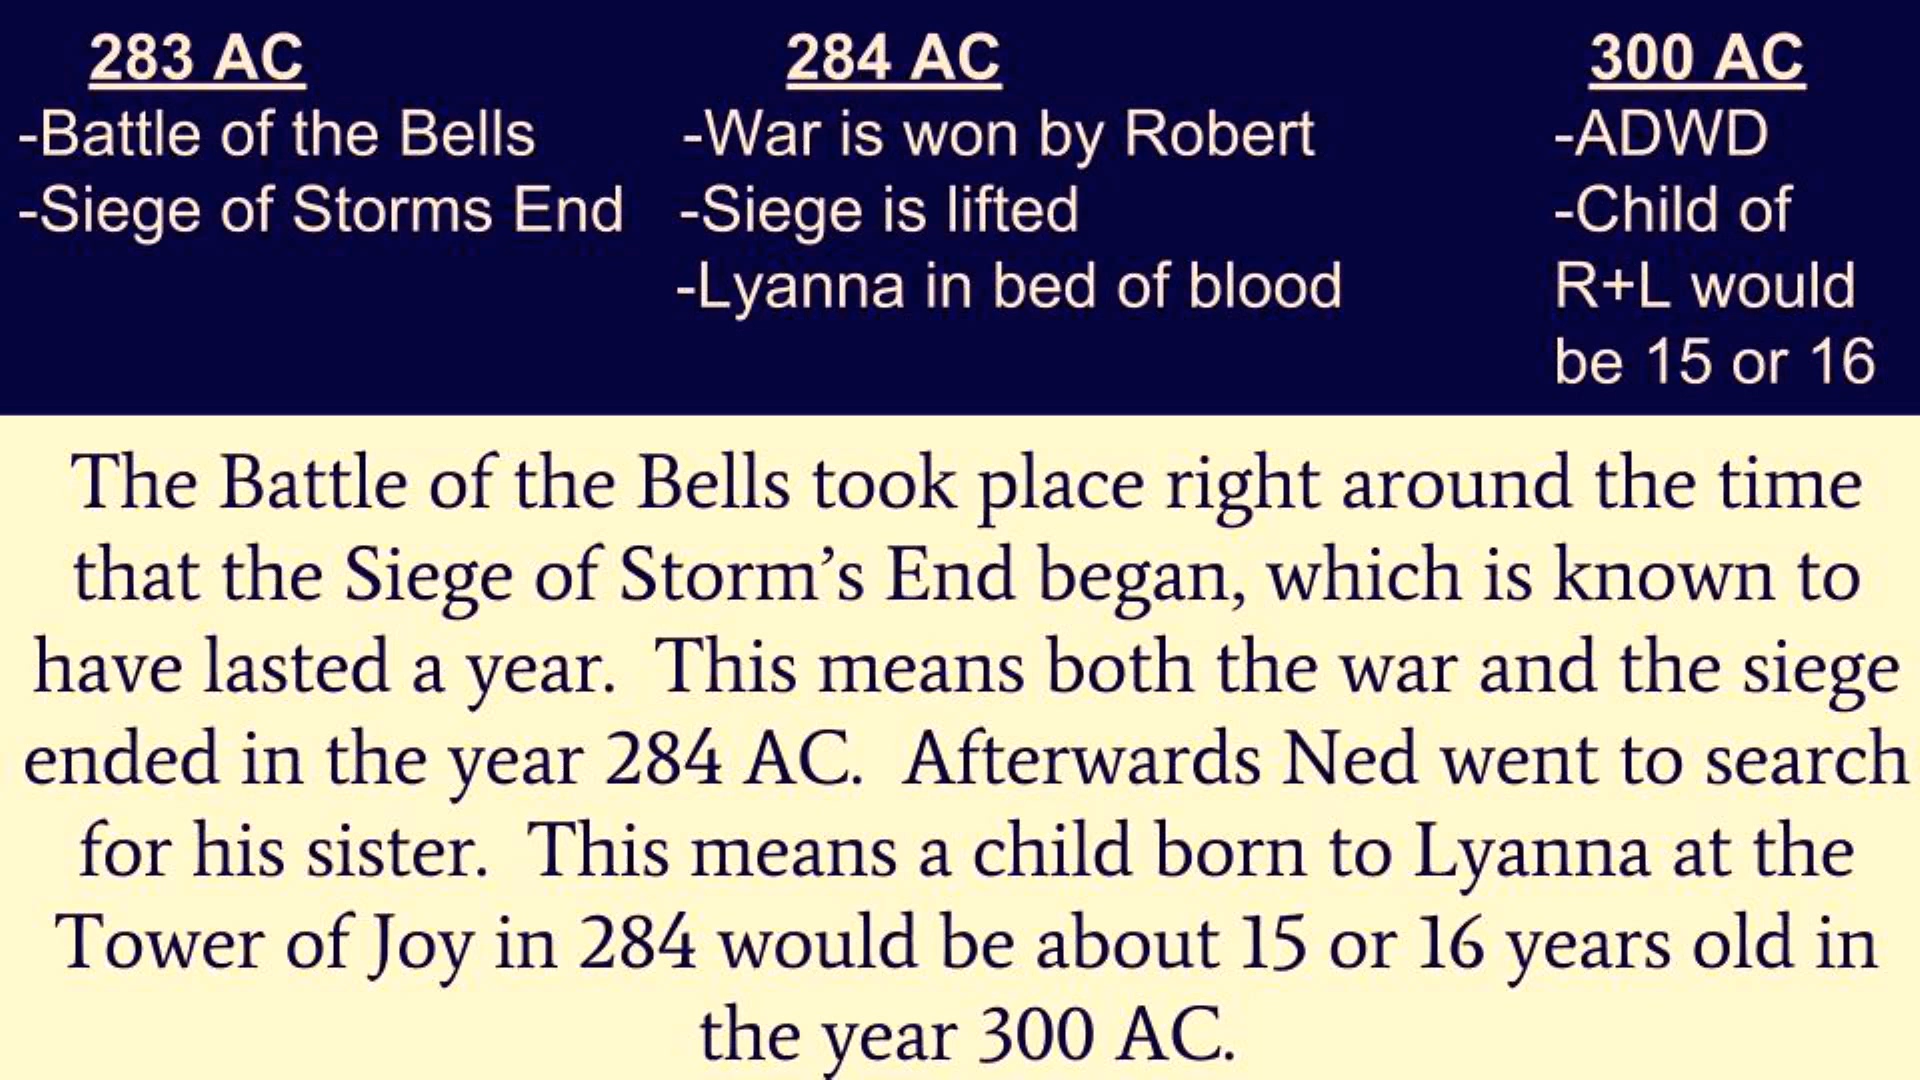 283 AC
-Battle of the Bells
-Siege of Storms End
284 AC
-War is won by Robert
-Siege is lifted
-Lyanna in bed of blood
300 AC
-ADWD
-Child of
R+L would
be 15 or 16
The Battle of the Bells took place right around the time
that the Siege of Storm’s End began, which is known to
have lasted a year.  This means both the war and the siege
ended in the year 284 AC.  Afterwards Ned went to search
for his sister.  This means a child born to Lyanna at the
Tower of Joy in 284 would be about 15 or 16 years old in
the year 300 AC.